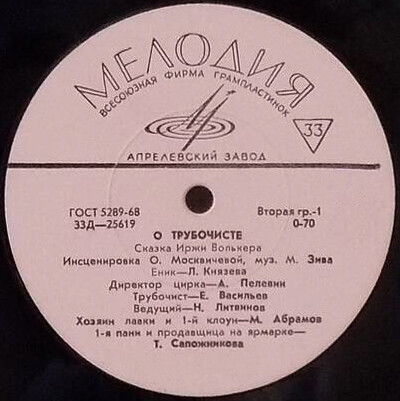 МЕЛОДИЯ
ВСЕСОЮЗНАЯ ФИРМА ГРАМПЛАСТИНОК
33
АПРЕЛЕВСКИЙ ЗАВОД
ГОСТ 5289-68
Вторая гр.-1
33Д—25619
0-70
О ТРУБОЧИСТЕ
Сказка Иржи Волькера
Инсценировка О. Москвичевой, муз. М. Зива
Еник—Л. Князева
Директор цирка—А. Пелевин
Трубочист—Е. Васильев
Ведущий—Н. Литвинов
Хозяин лавки и 1-й клоун—М. Абрамов
1-я пани и продавщица на ярмарке—
Т. Сапожникова